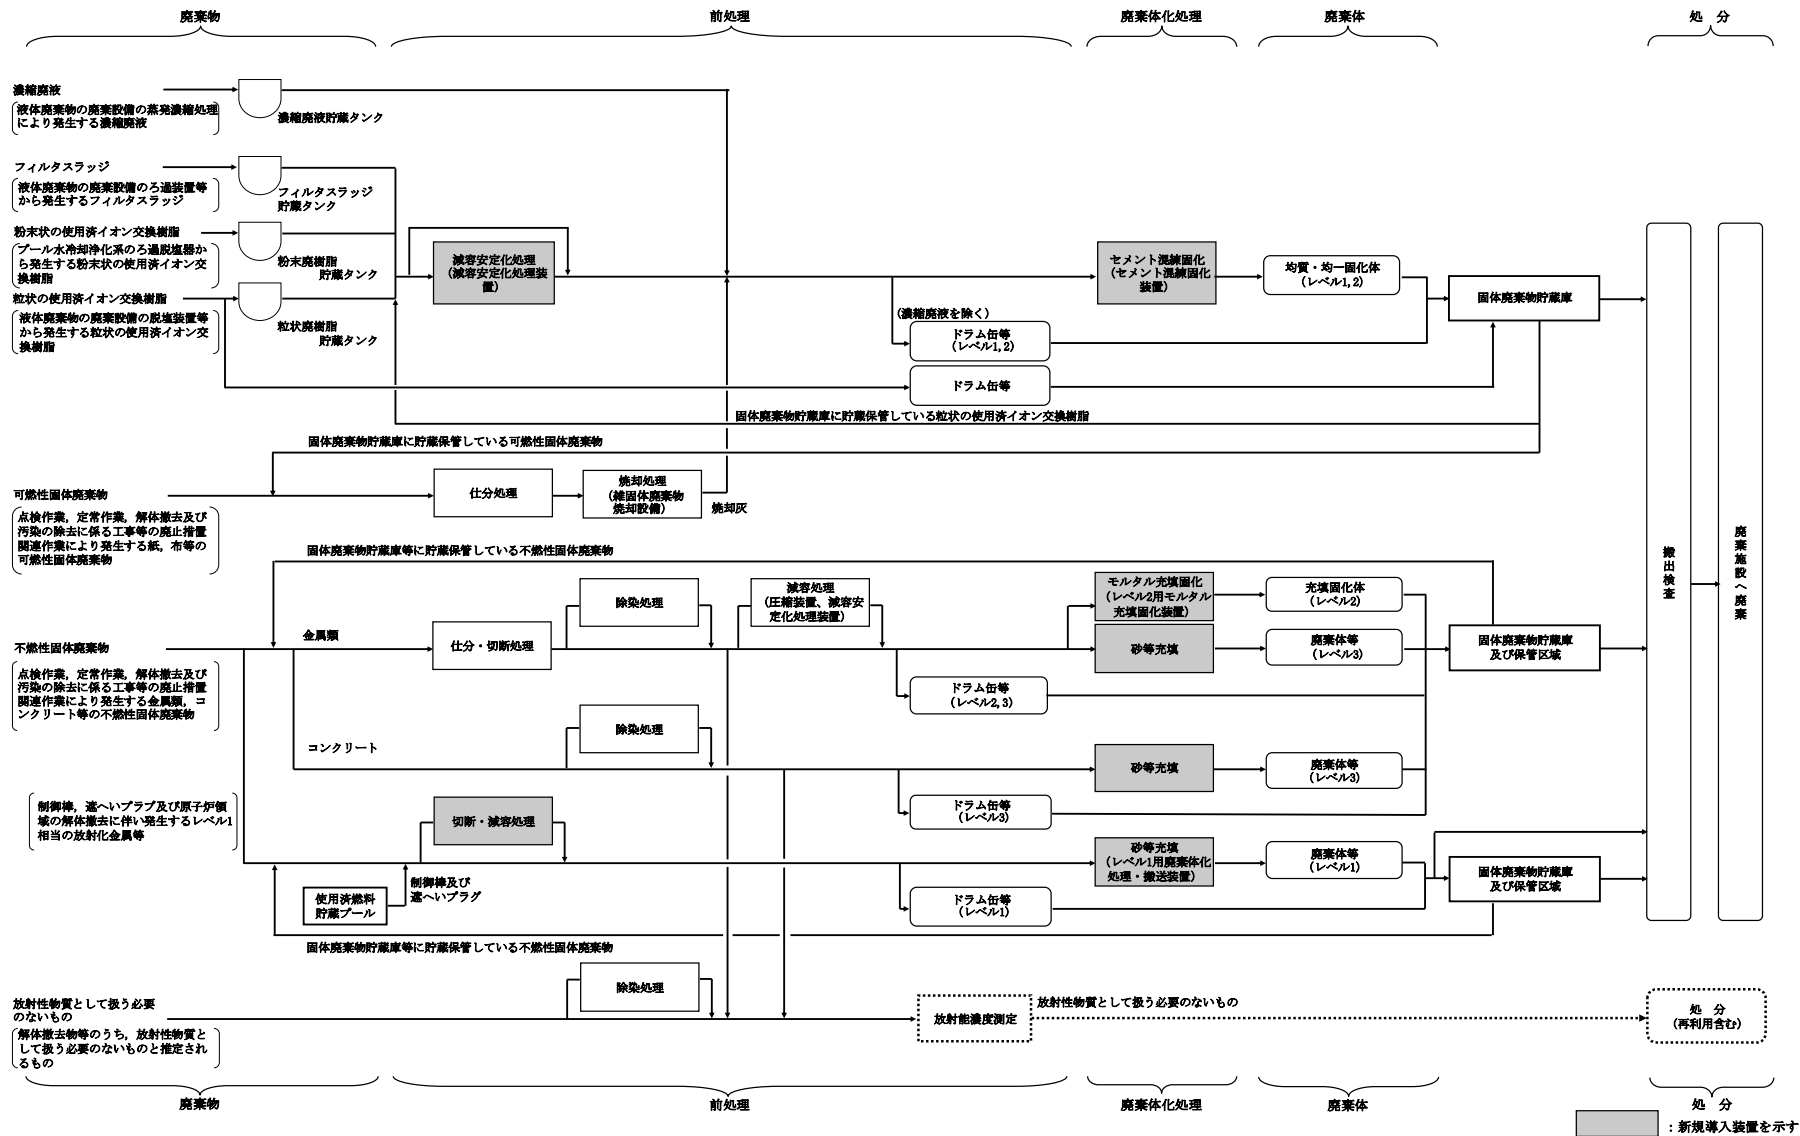 廃棄物
前処理
廃棄体化処理
廃棄体
処　分
濃縮廃液
液体廃棄物の廃棄設備の蒸発濃縮処理
により発生する濃縮廃液
濃縮廃液貯蔵タンク
フィルタスラッジ
液体廃棄物の廃棄設備のろ過装置等
から発生するフィルタスラッジ
フィルタスラッジ
貯蔵タンク
粉末状の使用済イオン交換樹脂
プール水冷却浄化系のろ過脱塩器か
ら発生する粉末状の使用済イオン交
換樹脂
粉末廃樹脂
貯蔵タンク
粒状の使用済イオン交換樹脂
液体廃棄物の廃棄設備の脱塩装置等
から発生する粒状の使用済イオン交
換樹脂
粒状廃樹脂
貯蔵タンク
減容安定化処理
(減容安定化処理装
置)
セメント混練固化
(セメント混練固化
装置)
均質・均一固化体
(レベル1,2)
固体廃棄物貯蔵庫
(濃縮廃液を除く)
ドラム缶等
(レベル1,2)
ドラム缶等
固体廃棄物貯蔵庫に貯蔵保管している粒状の使用済イオン交換樹脂
固体廃棄物貯蔵庫に貯蔵保管している可燃性固体廃棄物
可燃性固体廃棄物
点検作業，定常作業，解体撤去及び
汚染の除去に係る工事等の廃止措置
関連作業により発生する紙，布等の
可燃性固体廃棄物
仕分処理
焼却処理
(雑固体廃棄物
焼却設備)
焼却灰
固体廃棄物貯蔵庫等に貯蔵保管している不燃性固体廃棄物
不燃性固体廃棄物
点検作業，定常作業，解体撤去及び
汚染の除去に係る工事等の廃止措置
関連作業により発生する金属類，コ
ンクリート等の不燃性固体廃棄物
金属類
仕分・切断処理
除染処理
減容処理
(圧縮装置、減容安
定化処理装置)
モルタル充填固化
(レベル2用モルタル
充填固化装置)
充填固化体
(レベル2)
砂等充填
廃棄体等
(レベル3)
固体廃棄物貯蔵庫
及び保管区域
ドラム缶等
(レベル2,3)
コンクリート
除染処理
砂等充填
廃棄体等
(レベル3)
ドラム缶等
(レベル3)
制御棒，遮へいプラブ及び原子炉領
域の解体撤去に伴い発生するレベル1
相当の放射化金属等
切断・減容処理
砂等充填
(レベル1用廃棄体化
処理・搬送装置)
廃棄体等
(レベル1)
固体廃棄物貯蔵庫
及び保管区域
使用済燃料
貯蔵プール
制御棒及び
遮へいプラグ
ドラム缶等
(レベル1)
固体廃棄物貯蔵庫等に貯蔵保管している不燃性固体廃棄物
搬出検査
廃棄施設へ廃棄
放射性物質として扱う必要
のないもの
解体撤去物等のうち，放射性物質と
して扱う必要のないものと推定され
るもの
除染処理
放射能濃度測定
放射性物質として扱う必要のないもの
処　分
(再利用含む)
廃棄物
前処理
廃棄体化処理
廃棄体
処　分
：新規導入装置を示す